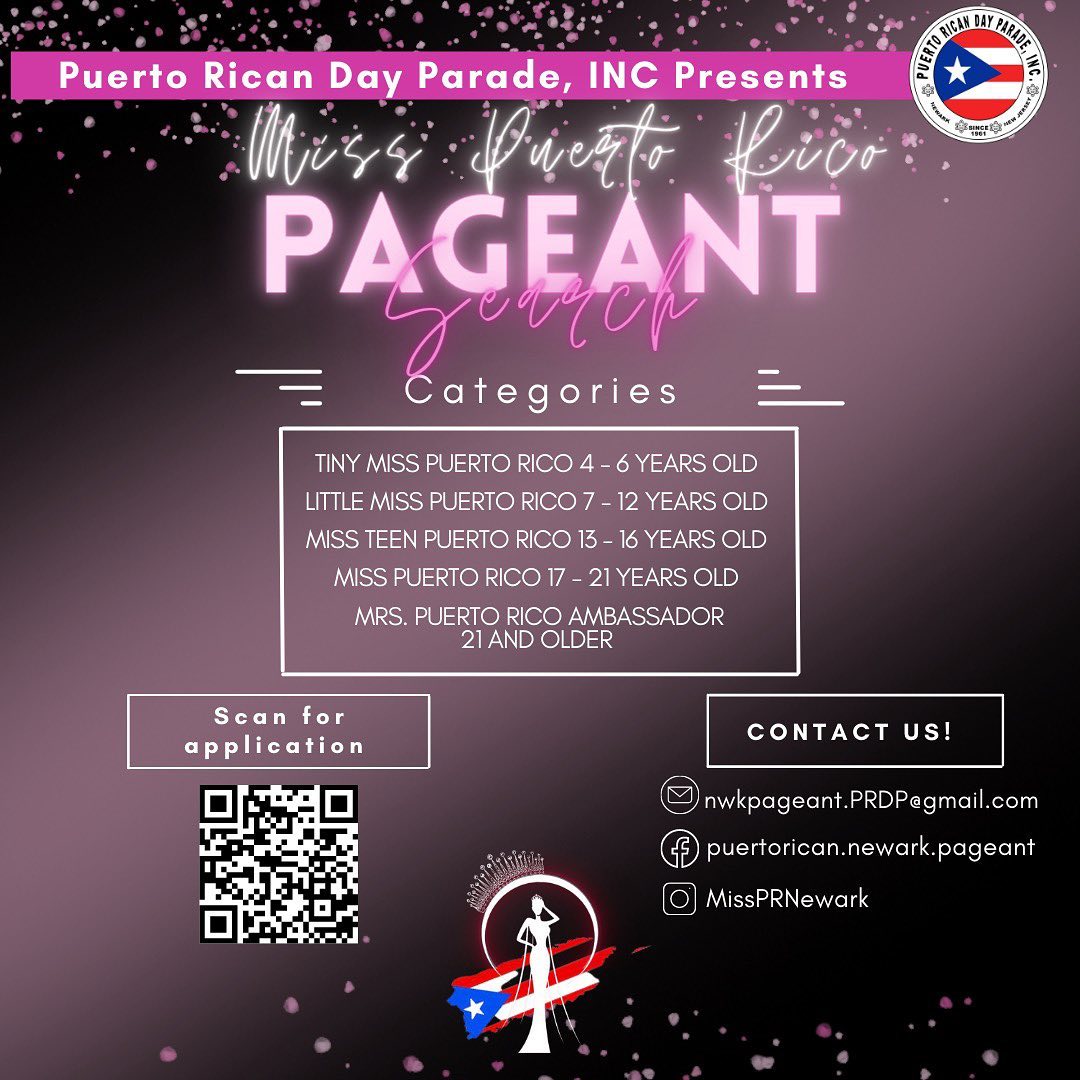 Puerto Rican Day Parade, INC Presents
PUERTO RICAN DAY PARADE, INC.
NEWARK
SINCE
1961
NEW JERSEY
Miss Puerto Rico
PAGEANT
Search
Categories
TINY MISS PUERTO RICO 4 - 6 YEARS OLD
LITTLE MISS PUERTO RICO 7 - 12 YEARS OLD
MISS TEEN PUERTO RICO 13 - 16 YEARS OLD
MISS PUERTO RICO 17 - 21 YEARS OLD
MRS. PUERTO RICO AMBASSADOR
21 AND OLDER
Scan for
application
CONTACT US!
nwkpageant.PRDP@gmail.com
puertorican.newark.pageant
MissPRNewark